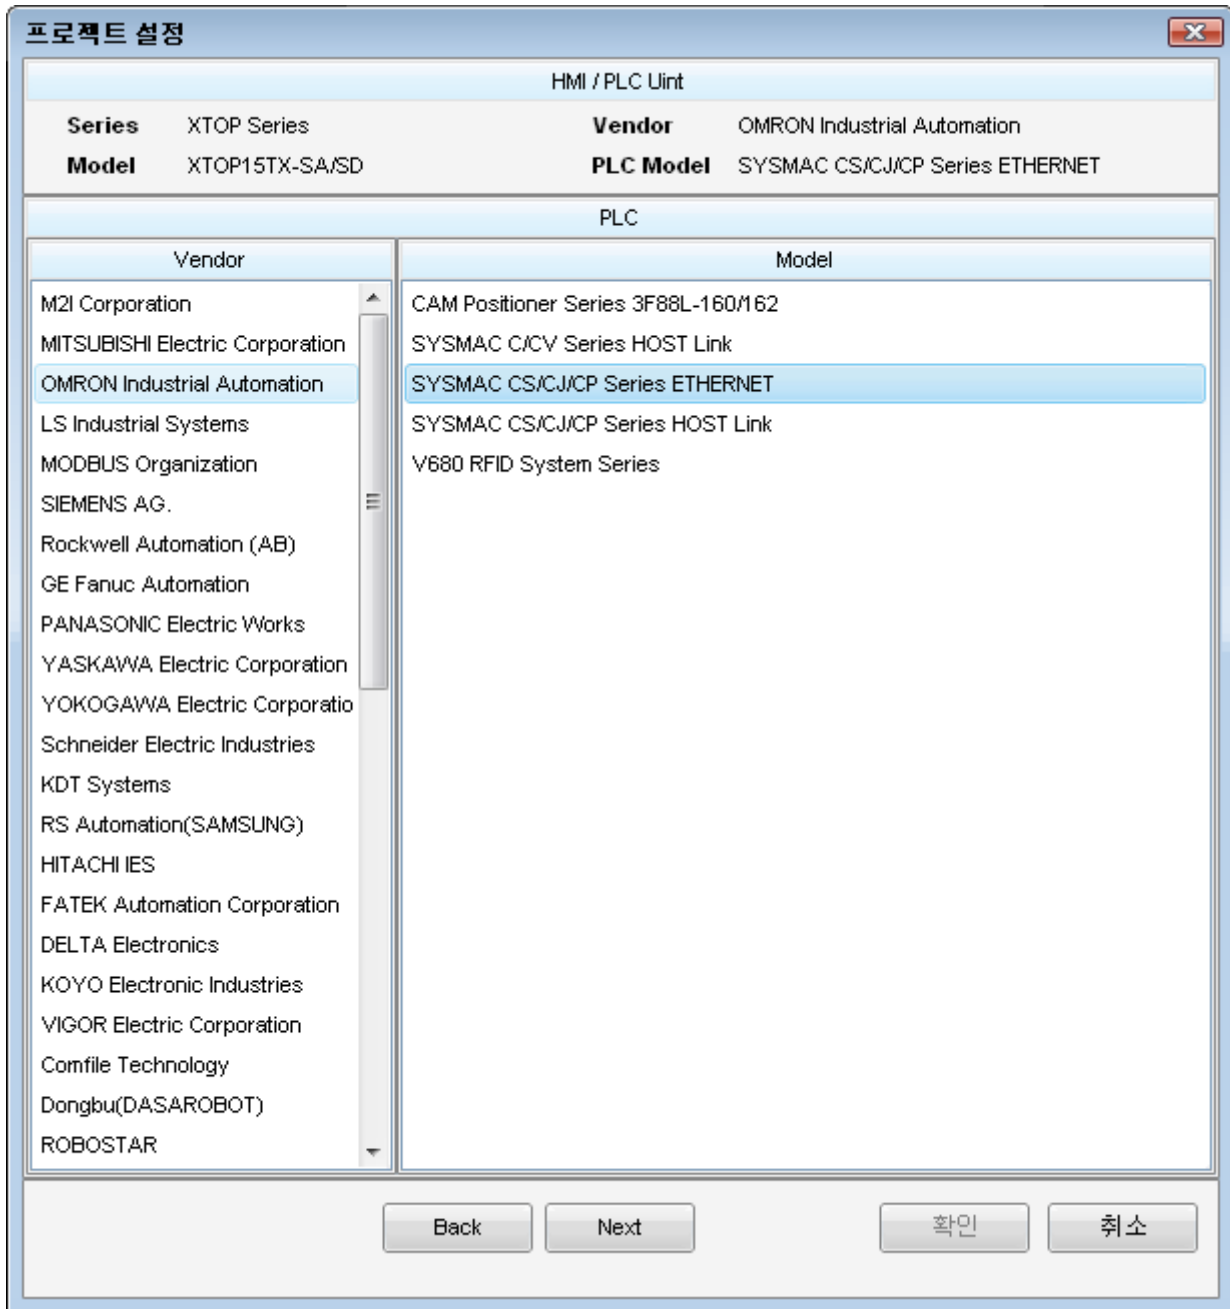 프로젝트 설정
HMI / PLC Uint
Series XTOP Series Vendor OMRON Industrial Automation
Model XTOP15TX-SA/SD PLC Model SYSMAC CS/CJ/CP Series ETHERNET
PLC
Vendor
M2I Corporation
MITSUBISHI Electric Corporation
OMRON Industrial Automation
LS Industrial Systems
MODBUS Organization
SIEMENS AG.
Rockwell Automation (AB)
GE Fanuc Automation
PANASONIC Electric Works
YASKAWA Electric Corporation
YOKOGAWA Electric Corporatio
Schneider Electric Industries
KDT Systems
RS Automation(SAMSUNG)
HITACHI IES
FATEK Automation Corporation
DELTA Electronics
KOYO Electronic Industries
VIGOR Electric Corporation
Comfile Technology
Dongbu(DASAROBOT)
ROBOSTAR
Model
CAM Positioner Series 3F88L-160/162
SYSMAC C/CV Series HOST Link
SYSMAC CS/CJ/CP Series ETHERNET
SYSMAC CS/CJ/CP Series HOST Link
V680 RFID System Series
Back Next 확인 취소